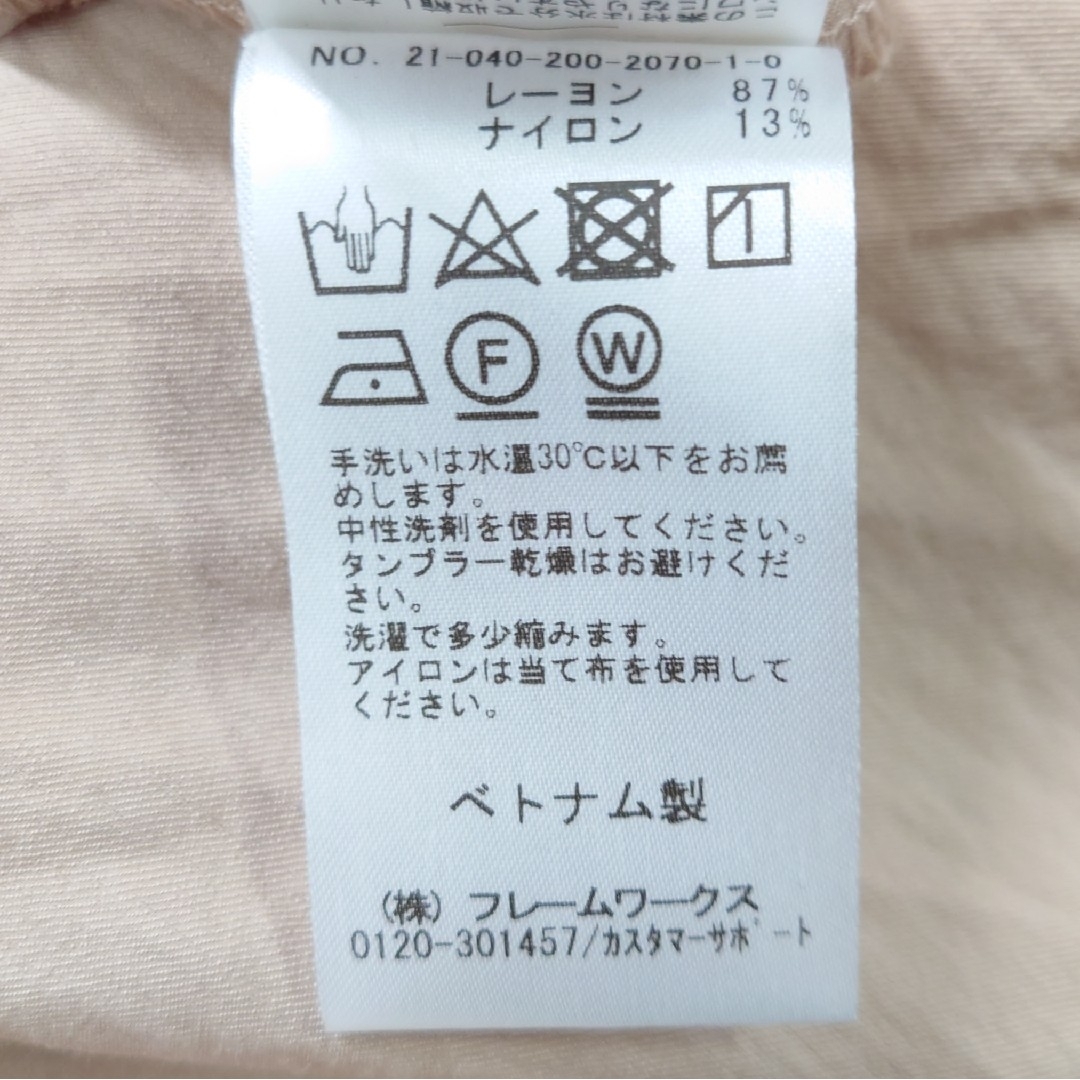 NO. 21-040-200-2070-1-0
レーヨン 87%
ナイロン 13%
F W
手洗いは水温30℃以下をお薦
めします。
中性洗剤を使用してください。
タンブラー乾燥はお避けくだ
さい。
洗濯で多少縮みます。
アイロンは当て布を使用して
ください。
ベトナム製
(株) フレームワークス
0120-301457/カスタマーサポート